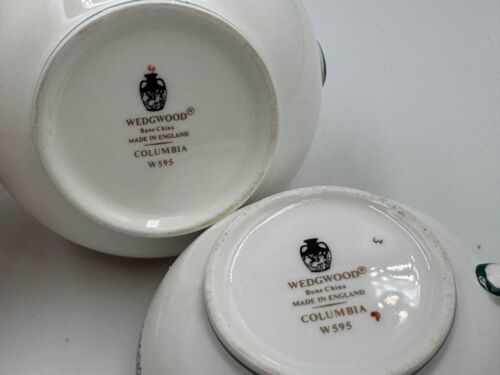 WEDGWOOD®
Bone China
MADE IN ENGLAND
COLUMBIA
W595
WEDGWOOD®
Bone China
MADE IN ENGLAND
COLUMBIA
W595